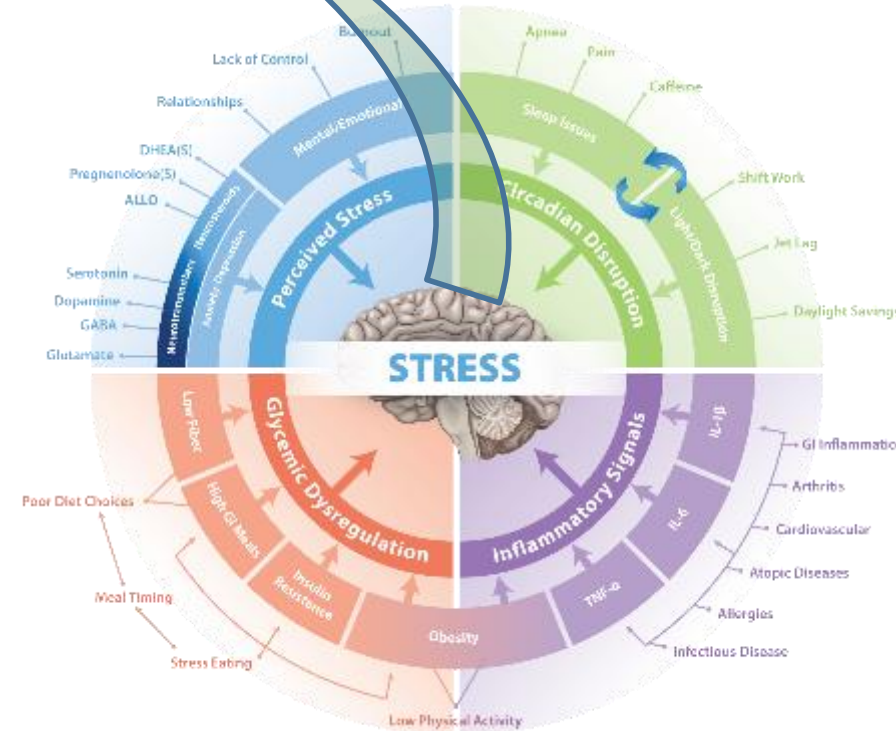 Burnout
Lack of Control
Relationships
Mental/Emotional
DHEA(S)
Pregnenolone(S)
ALLO
Serotonin
Dopamine
GABA
Glutamate
Neurosteroids
Neurotransmitters
Anxiety Depression
Perceived Stress
Apnea
Pain
Caffeine
Sleep Issues
Shift Work
Jet Lag
Daylight Savings
Light/Dark Disruption
Circadian Disruption
STRESS
Low Fiber
High GI Meals
Insulin
Resistance
Obesity
Glycemic Dysregulation
Poor Diet Choices
Meal Timing
Stress Eating
Low Physical Activity
Inflammatory Signals
IL-1β
IL-6
TNF-α
GI Inflammatio
Arthritis
Cardiovascular
Atopic Diseases
Allergies
Infectious Disease